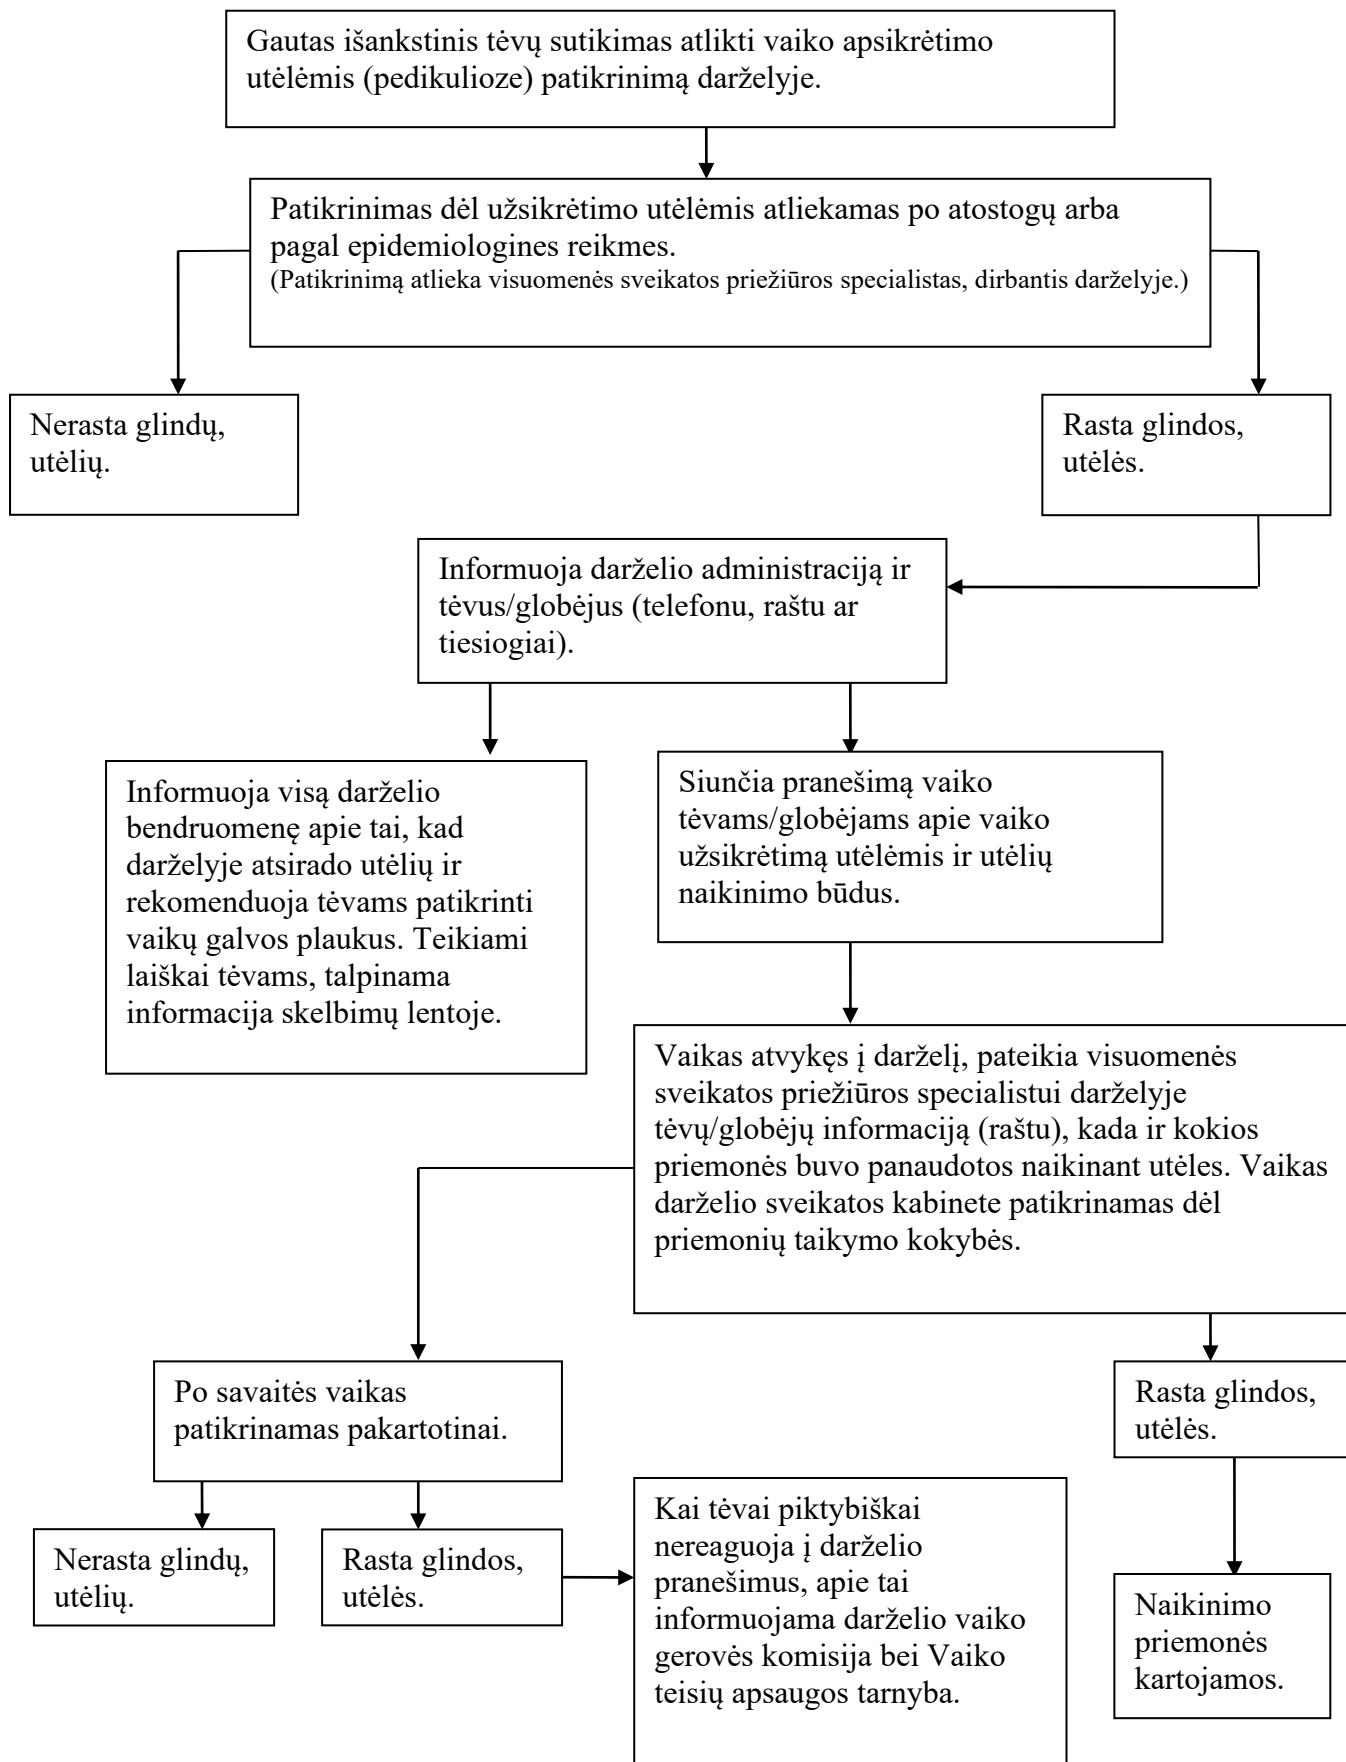 Gautas išankstinis tėvų sutikimas atlikti vaiko apsikrėtimo
utėlėmis (pedikulioze) patikrinimą darželyje.
Patikrinimas dėl užsikrėtimo utėlėmis atliekamas po atostogų arba
pagal epidemiologines reikmes.
(Patikrinimą atlieka visuomenės sveikatos priežiūros specialistas, dirbantis darželyje.)
Nerasta glindų,
utėlių.
Rasta glindos,
utėlės.
Informuoja darželio administraciją ir
tėvus/globėjus (telefonu, raštu ar
tiesiogiai).
Informuoja visą darželio
bendruomenę apie tai, kad
darželyje atsirado utėlių ir
rekomenduoja tėvams patikrinti
vaikų galvos plaukus. Teikiami
laiškai tėvams, talpinama
informacija skelbimų lentoje.
Siunčia pranešimą vaiko
tėvams/globėjams apie vaiko
užsikrėtimą utėlėmis ir utėlių
naikinimo būdus.
Vaikas atvykęs į darželį, pateikia visuomenės
sveikatos priežiūros specialistui darželyje
tėvų/globėjų informaciją (raštu), kada ir kokios
priemonės buvo panaudotos naikinant utėles. Vaikas
darželio sveikatos kabinete patikrinamas dėl
priemonių taikymo kokybės.
Po savaitės vaikas
patikrinamas pakartotinai.
Rasta glindos,
utėlės.
Nerasta glindų,
utėlių.
Rasta glindos,
utėlės.
Kai tėvai piktybiškai
nereaguoja į darželio
pranešimus, apie tai
informuojama darželio vaiko
gerovės komisija bei Vaiko
teisių apsaugos tarnyba.
Naikinimo
priemonės
kartojamos.